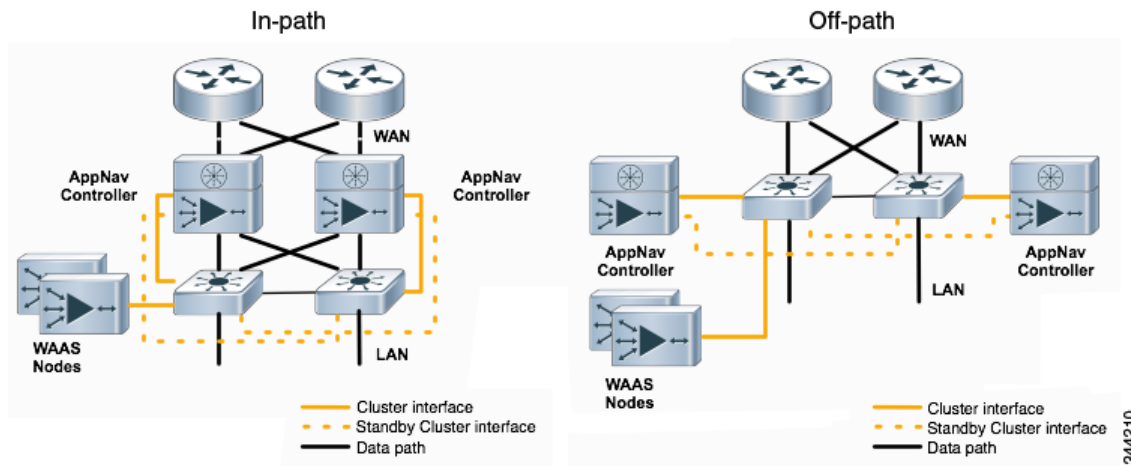 In-path
Off-path
WAN
AppNav
Controller
AppNav
Controller
WAAS
Nodes
LAN
Cluster interface
Standby Cluster interface
Data path
WAN
AppNav
Controller
AppNav
Controller
LAN
WAAS
Nodes
Cluster interface
Standby Cluster interface
Data path
244210